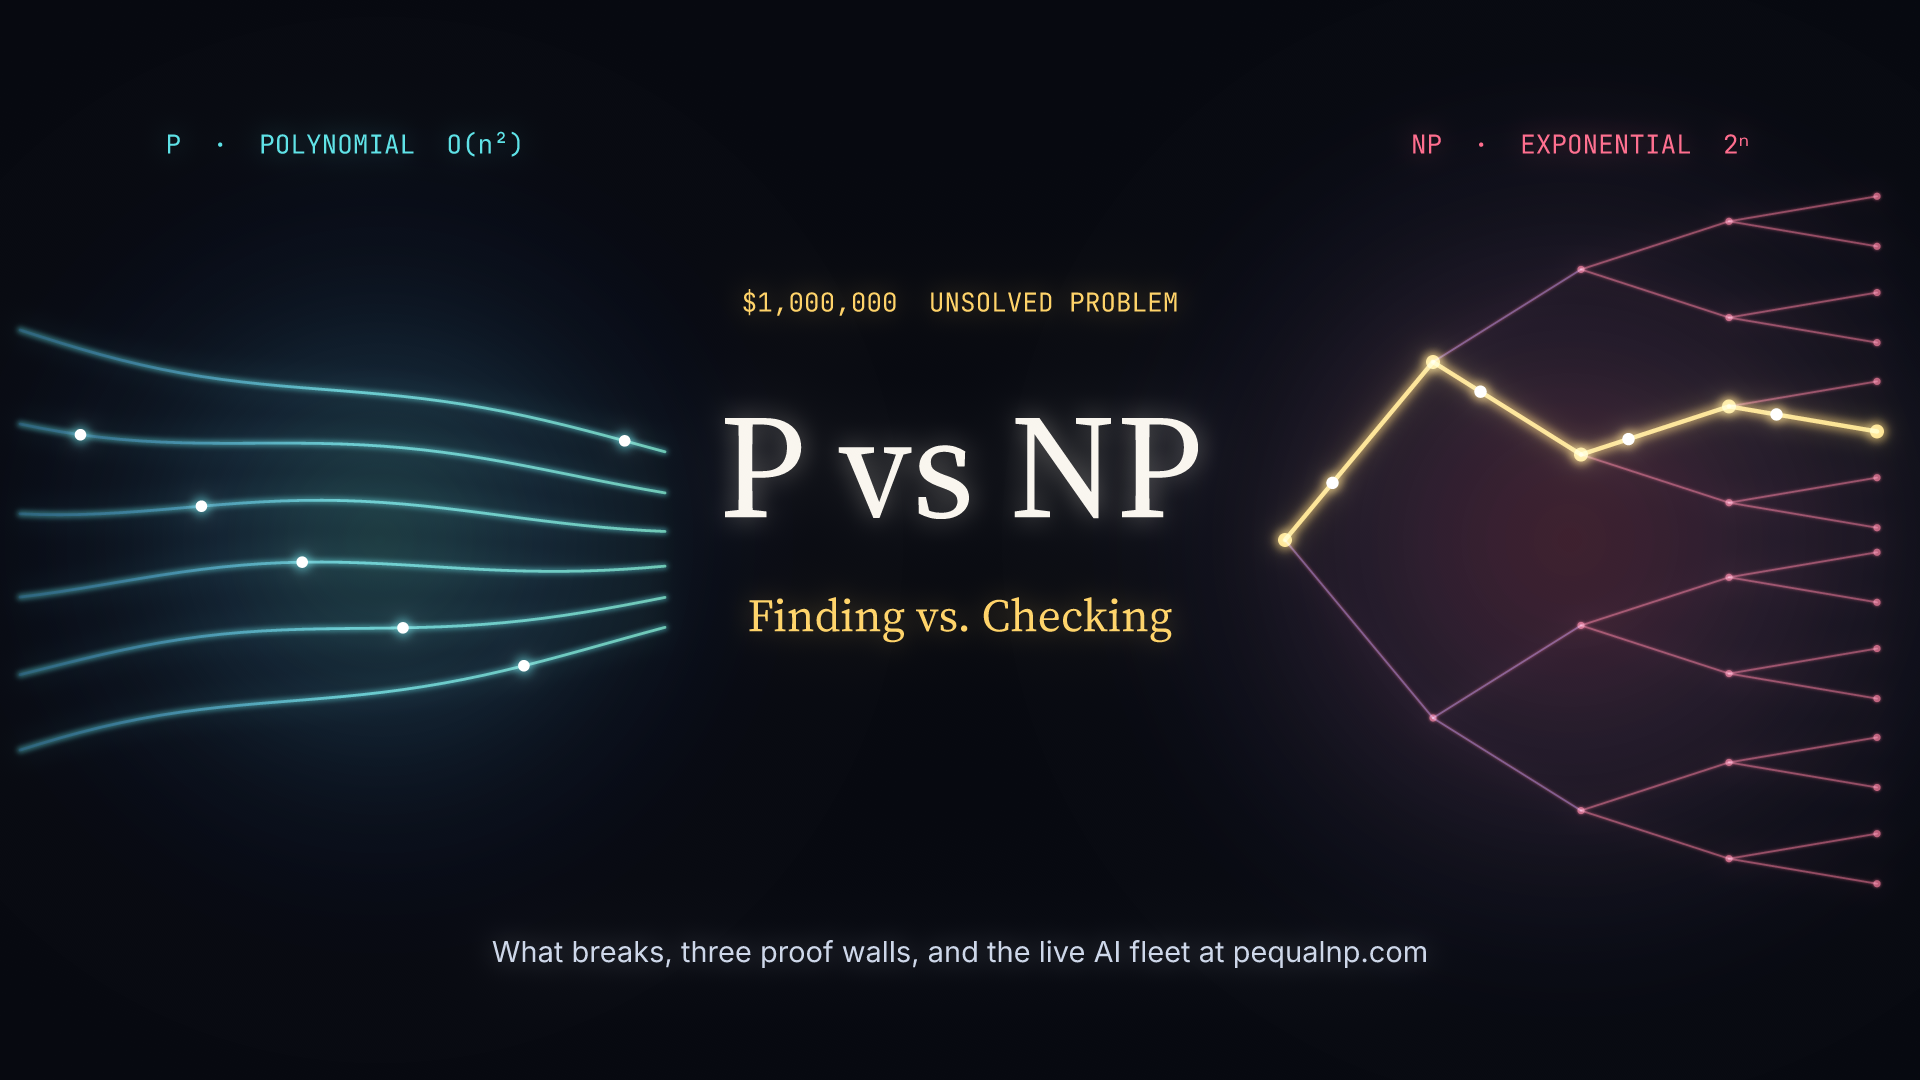 P · POLYNOMIAL O(n²)
NP · EXPONENTIAL 2ⁿ
$1,000,000 UNSOLVED PROBLEM
P vs NP
Finding vs. Checking
What breaks, three proof walls, and the live AI fleet at pequalnp.com